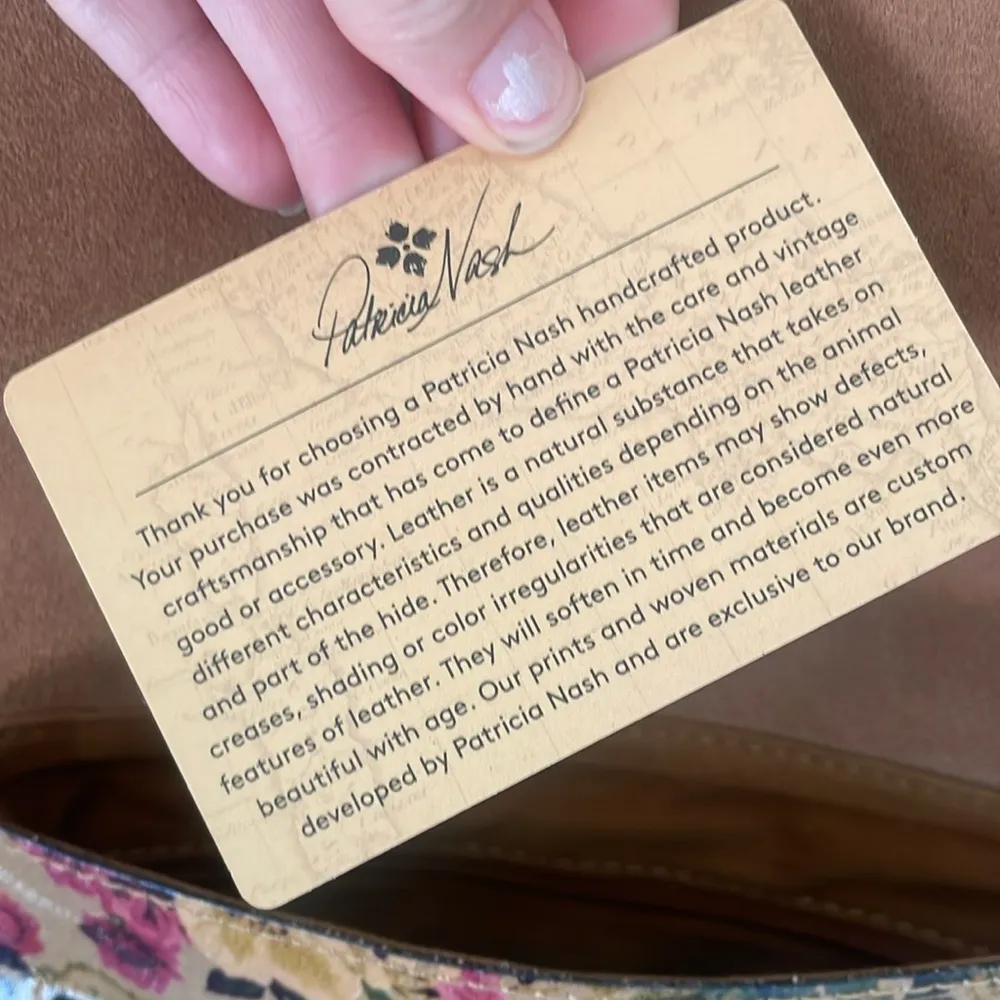 Patricia Nash
Thank you for choosing a Patricia Nash handcrafted product.
Your purchase was contracted by hand with the care and vintage
craftsmanship that has come to define a Patricia Nash leather
good or accessory. Leather is a natural substance that takes on
different characteristics and qualities depending on the animal
and part of the hide. Therefore, leather items may show defects,
creases, shading or color irregularities that are considered natural
features of leather. They will soften in time and become even more
beautiful with age. Our prints and woven materials are custom
developed by Patricia Nash and are exclusive to our brand.